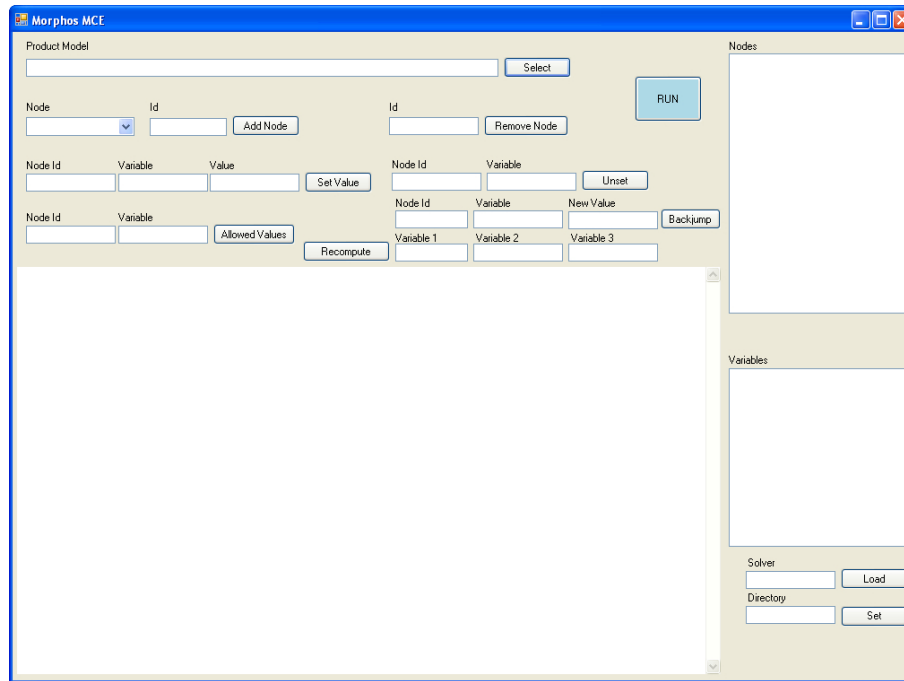 Morphos MCE
Product Model
Nodes
Select
RUN
Node Id Id
Add Node Remove Node
Node Id Variable Value Node Id Variable
Set Value Unset
Node Id Variable New Value
Node Id Variable Backjump
Allowed Values Variable 1 Variable 2 Variable 3
Recompute
Variables
Solver
Load
Directory
Set